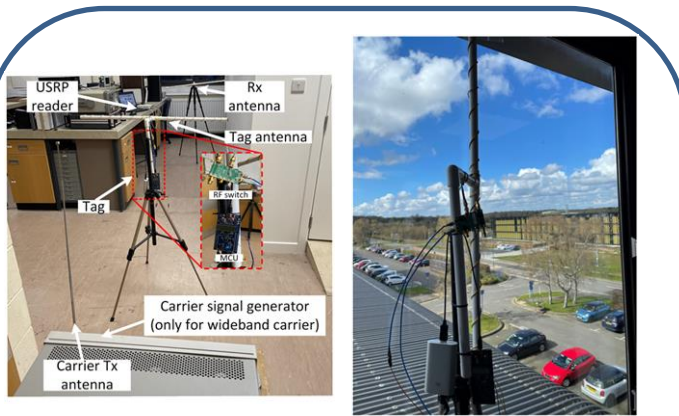 USRP
reader
Rx
antenna
Tag antenna
Tag
RF switch
MCU
Carrier signal generator
(only for wideband carrier)
Carrier Tx
antenna